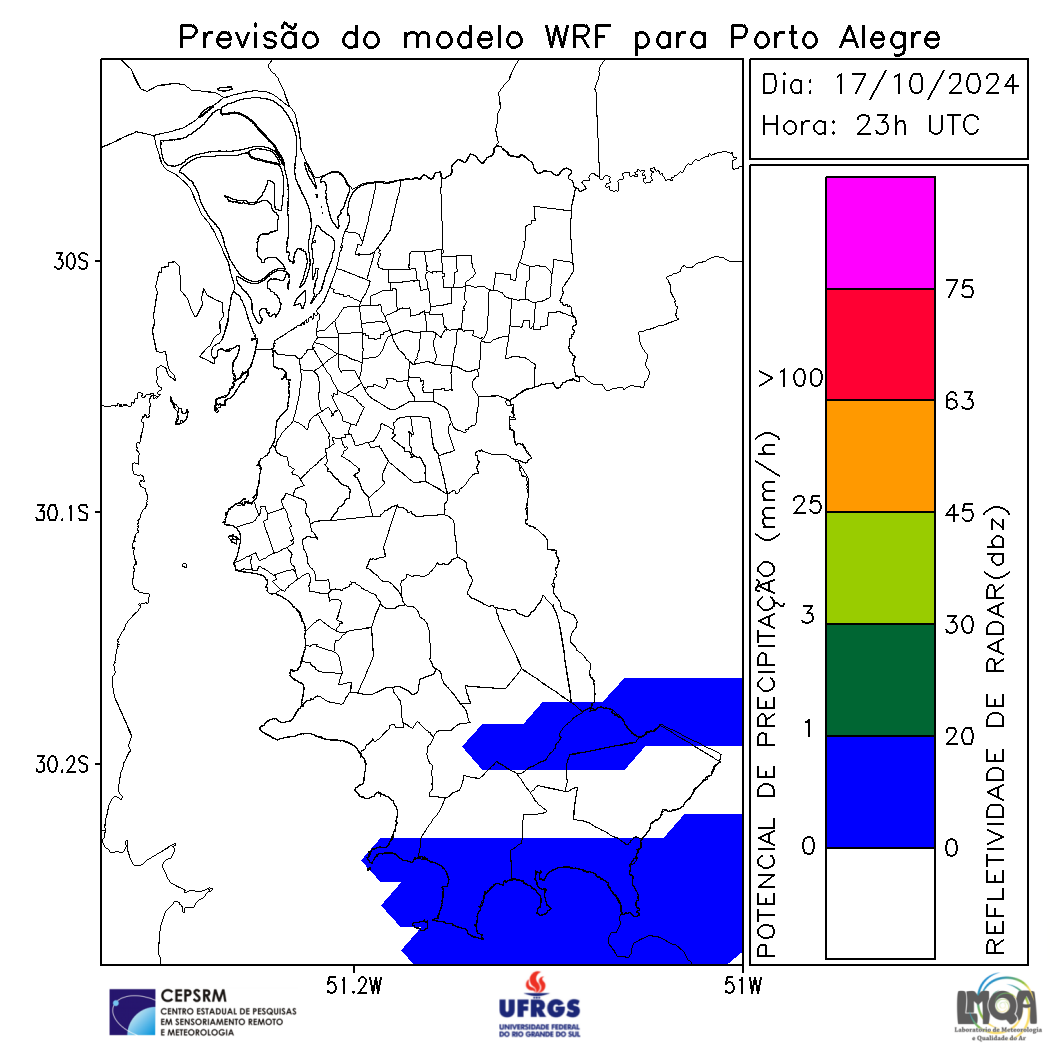 Previsão do modelo WRF para Porto Alegre
Dia: 17/10/2024
Hora: 23h UTC
30S
30.1S
30.2S
51.2W
51W
POTENCIAL DE PRECIPITAÇÃO (mm/h)
>100
25
3
1
0
75
63
45
30
20
0
REFLETIVIDADE DE RADAR(dbz)
CEPSRM
CENTRO ESTADUAL DE PESQUISAS
EM SENSORIAMENTO REMOTO
E METEOROLOGIA
UFRGS
UNIVERSIDADE FEDERAL
DO RIO GRANDE DO SUL
LMQA
Laboratório de Meteorologia
e Qualidade do Ar